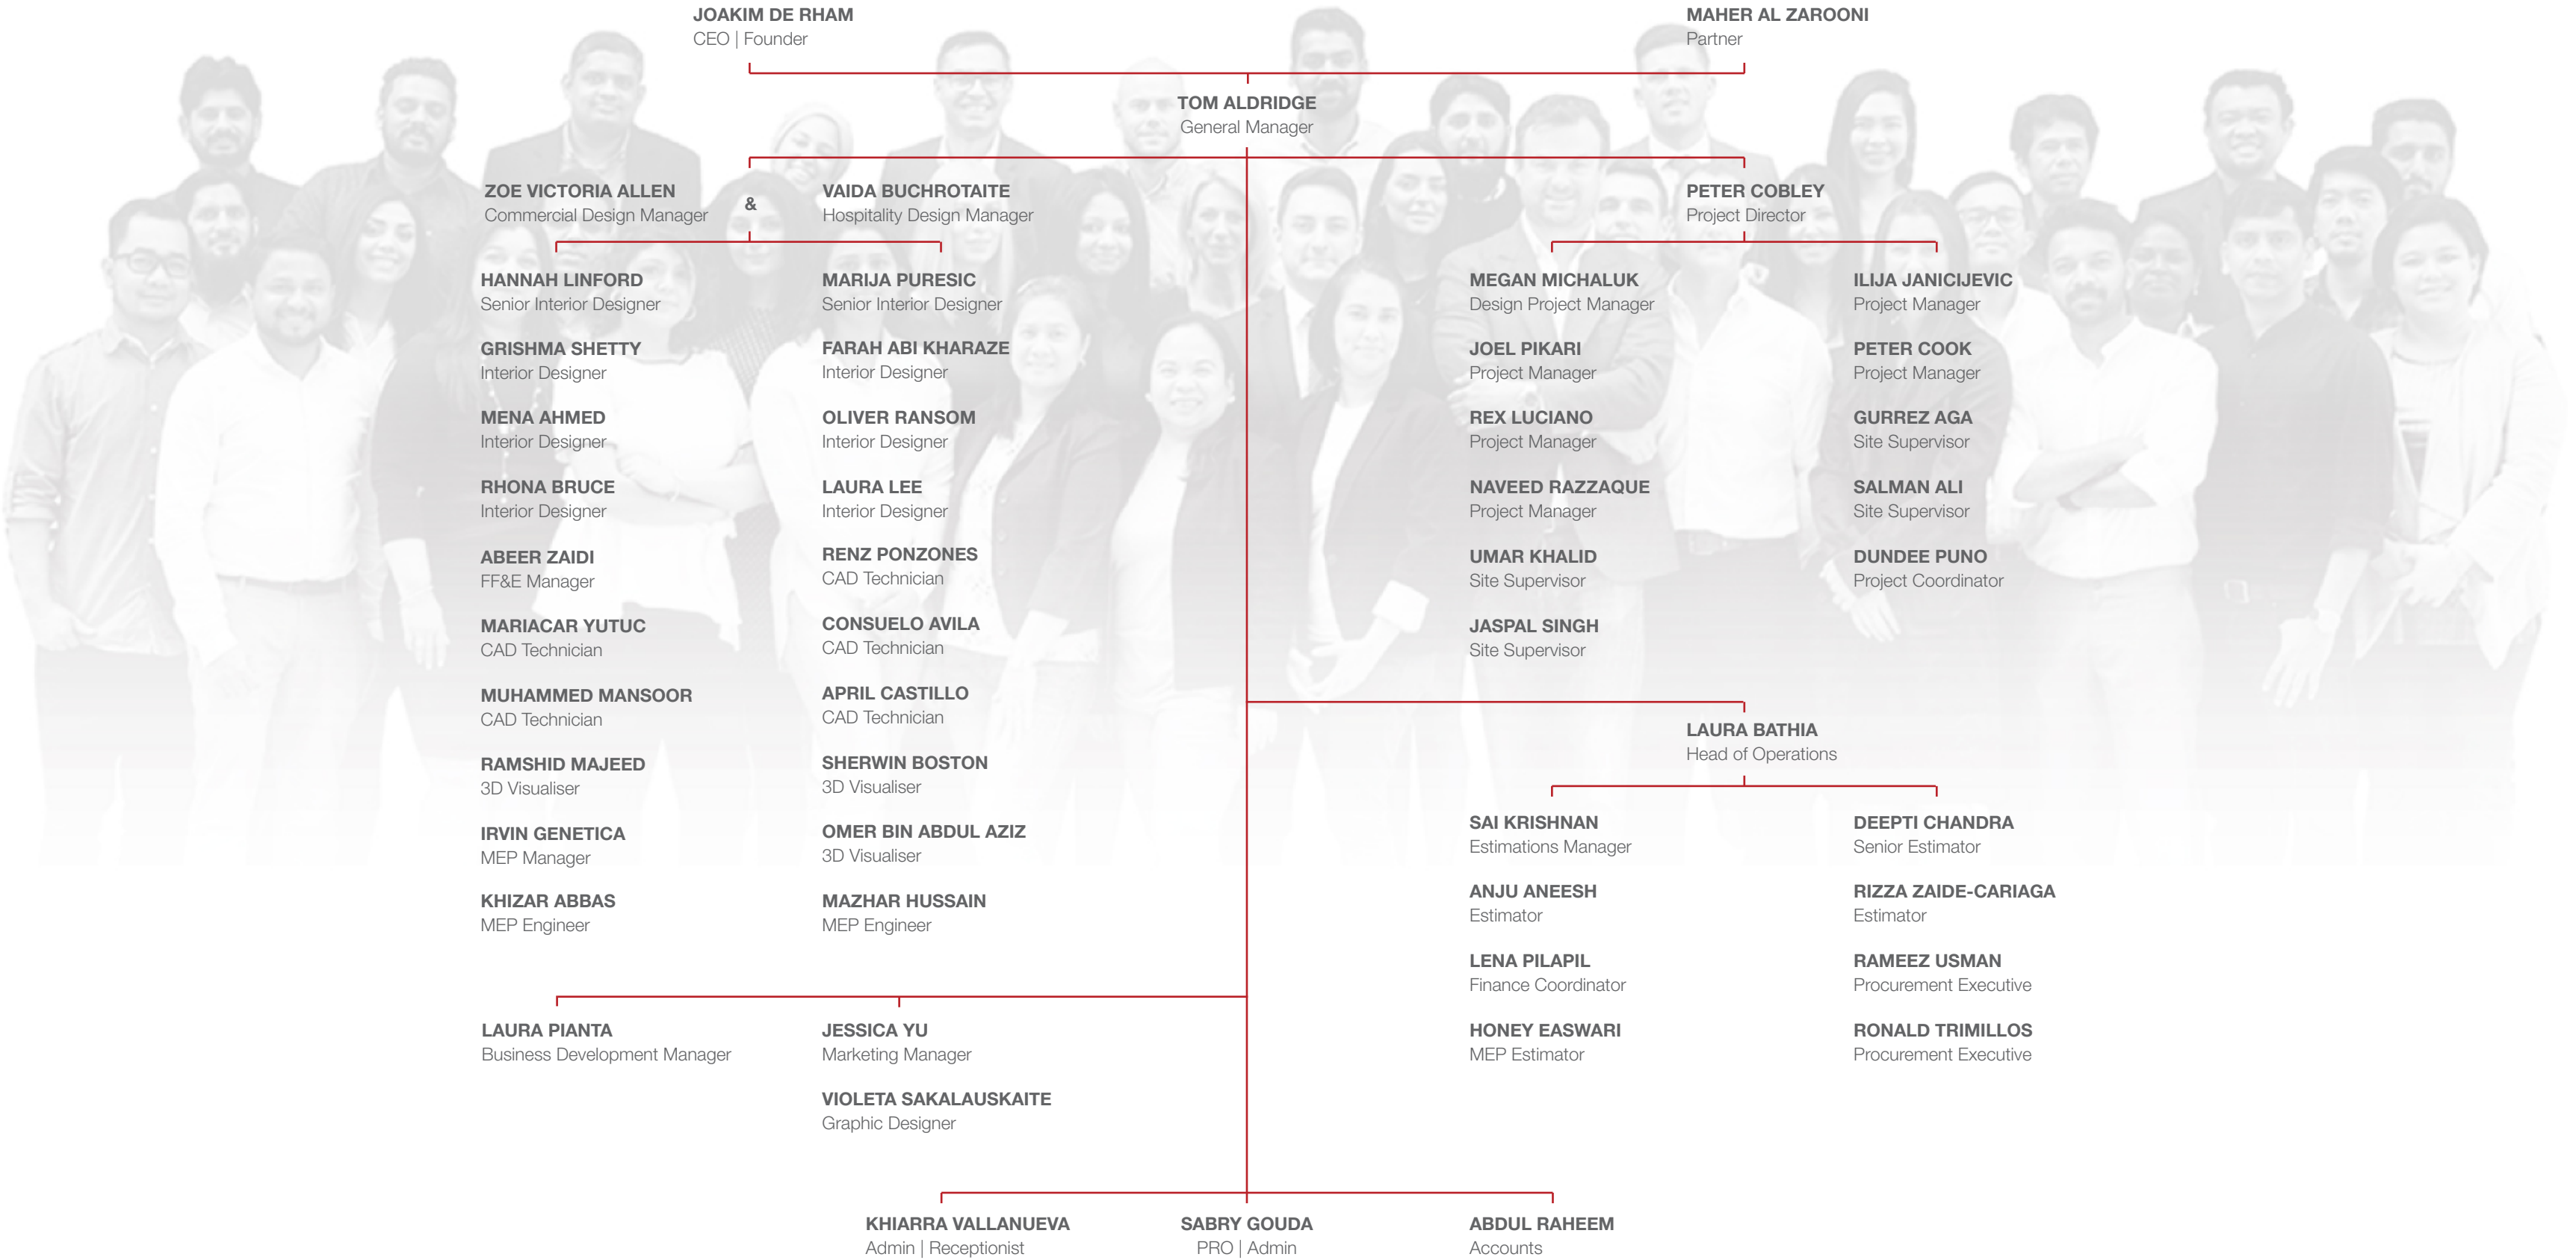 JOAKIM DE RHAM
CEO | Founder
MAHER AL ZAROONI
Partner
TOM ALDRIDGE
General Manager
ZOE VICTORIA ALLEN
Commercial Design Manager
&
VAIDA BUCHROTAITE
Hospitality Design Manager
HANNAH LINFORD
Senior Interior Designer
GRISHMA SHETTY
Interior Designer
MENA AHMED
Interior Designer
RHONA BRUCE
Interior Designer
ABEER ZAIDI
FF&E Manager
MARIACAR YUTUC
CAD Technician
MUHAMMED MANSOOR
CAD Technician
RAMSHID MAJEED
3D Visualiser
IRVIN GENETICA
MEP Manager
KHIZAR ABBAS
MEP Engineer
MARIJA PURESIC
Senior Interior Designer
FARAH ABI KHARAZE
Interior Designer
OLIVER RANSOM
Interior Designer
LAURA LEE
Interior Designer
RENZ PONZONES
CAD Technician
CONSUELO AVILA
CAD Technician
APRIL CASTILLO
CAD Technician
SHERWIN BOSTON
3D Visualiser
OMER BIN ABDUL AZIZ
3D Visualiser
MAZHAR HUSSAIN
MEP Engineer
PETER COBLEY
Project Director
MEGAN MICHALUK
Design Project Manager
JOEL PIKARI
Project Manager
REX LUCIANO
Project Manager
NAVEED RAZZAQUE
Project Manager
UMAR KHALID
Site Supervisor
JASPAL SINGH
Site Supervisor
ILIJA JANICIJEVIC
Project Manager
PETER COOK
Project Manager
GURREZ AGA
Site Supervisor
SALMAN ALI
Site Supervisor
DUNDEE PUNO
Project Coordinator
LAURA BATHIA
Head of Operations
SAI KRISHNAN
Estimations Manager
ANJU ANEESH
Estimator
LENA PILAPIL
Finance Coordinator
HONEY EASWARI
MEP Estimator
DEEPTI CHANDRA
Senior Estimator
RIZZA ZAIDE-CARIAGA
Estimator
RAMEEZ USMAN
Procurement Executive
RONALD TRIMILLOS
Procurement Executive
LAURA PIANTA
Business Development Manager
JESSICA YU
Marketing Manager
VIOLETA SAKALAUSKAITE
Graphic Designer
KHIARRA VALLANUEVA
Admin | Receptionist
SABRY GOUDA
PRO | Admin
ABDUL RAHEEM
Accounts